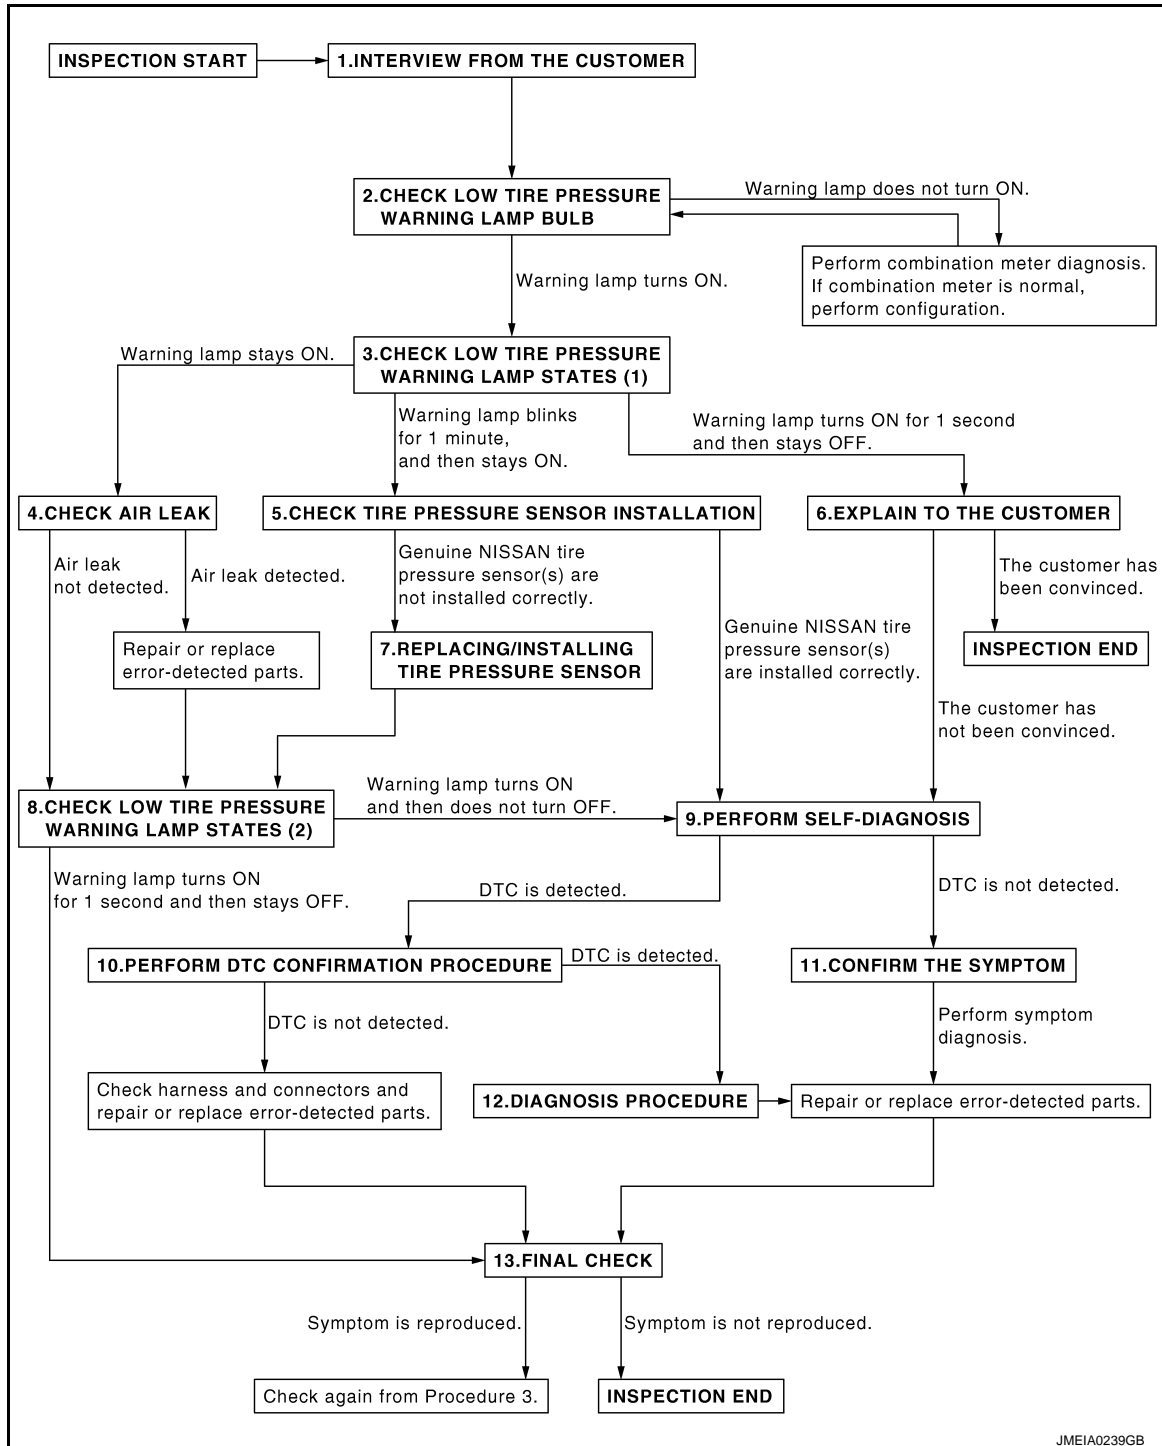 INSPECTION START
1.INTERVIEW FROM THE CUSTOMER
2.CHECK LOW TIRE PRESSURE
WARNING LAMP BULB
Warning lamp does not turn ON.
Perform combination meter diagnosis.
If combination meter is normal,
perform configuration.
Warning lamp turns ON.
3.CHECK LOW TIRE PRESSURE
WARNING LAMP STATES (1)
Warning lamp stays ON.
Warning lamp blinks
for 1 minute,
and then stays ON.
Warning lamp turns ON for 1 second
and then stays OFF.
4.CHECK AIR LEAK
5.CHECK TIRE PRESSURE SENSOR INSTALLATION
6.EXPLAIN TO THE CUSTOMER
Air leak
not detected.
Air leak detected.
Genuine NISSAN tire
pressure sensor(s) are
not installed correctly.
Genuine NISSAN tire
pressure sensor(s)
are installed correctly.
The customer has
been convinced.
Repair or replace
error-detected parts.
7.REPLACING/INSTALLING
TIRE PRESSURE SENSOR
INSPECTION END
The customer has
not been convinced.
8.CHECK LOW TIRE PRESSURE
WARNING LAMP STATES (2)
Warning lamp turns ON
and then does not turn OFF.
9.PERFORM SELF-DIAGNOSIS
Warning lamp turns ON
for 1 second and then stays OFF.
DTC is detected.
DTC is not detected.
10.PERFORM DTC CONFIRMATION PROCEDURE
DTC is detected.
11.CONFIRM THE SYMPTOM
DTC is not detected.
Perform symptom
diagnosis.
Check harness and connectors and
repair or replace error-detected parts.
12.DIAGNOSIS PROCEDURE
Repair or replace error-detected parts.
13.FINAL CHECK
Symptom is reproduced.
Symptom is not reproduced.
Check again from Procedure 3.
INSPECTION END
JMEIA0239GB